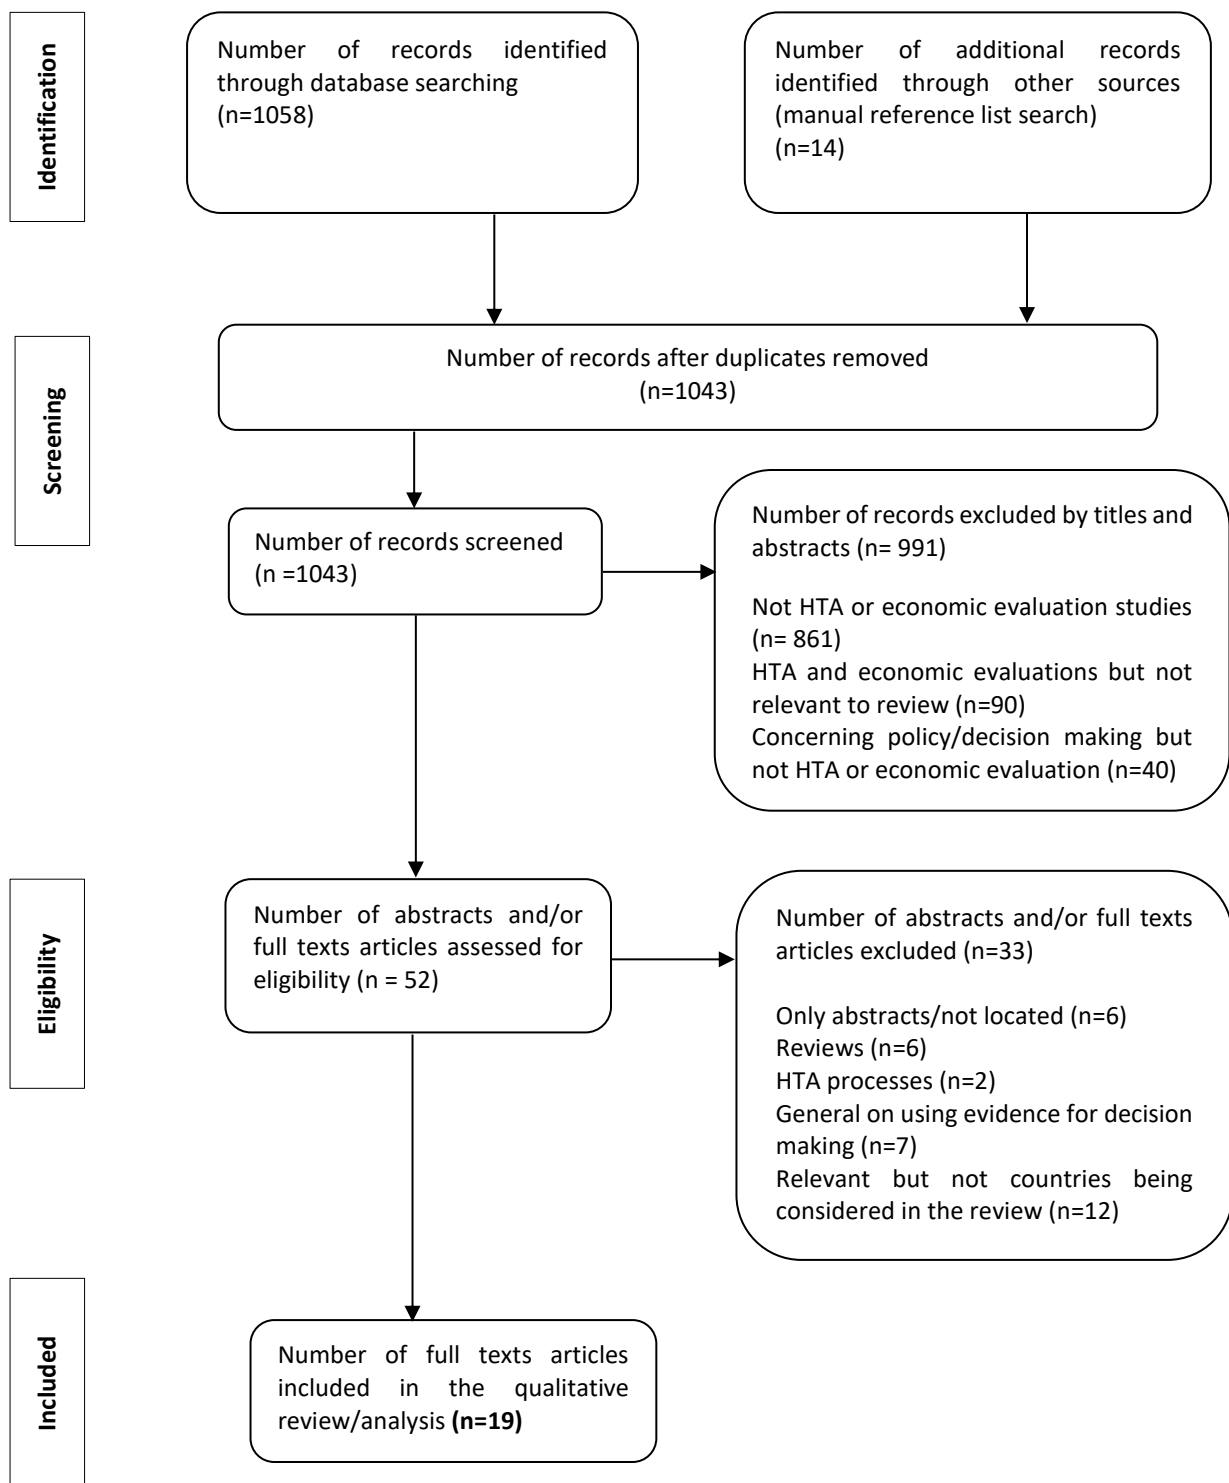 Identification
Number of records identified
through database searching
(n=1058)
Number of additional records
identified through other sources
(manual reference list search)
(n=14)
Screening
Number of records after duplicates removed
(n=1043)
Number of records screened
(n =1043)
Number of records excluded by titles and
abstracts (n= 991)
Not HTA or economic evaluation studies
(n= 861)
HTA and economic evaluations but not
relevant to review (n=90)
Concerning policy/decision making but
not HTA or economic evaluation (n=40)
Eligibility
Number of abstracts and/or
full texts articles assessed for
eligibility (n = 52)
Number of abstracts and/or full texts
articles excluded (n=33)
Only abstracts/not located (n=6)
Reviews (n=6)
HTA processes (n=2)
General on using evidence for decision
making (n=7)
Relevant but not countries being
considered in the review (n=12)
Included
Number of full texts articles
included in the qualitative
review/analysis (n=19)